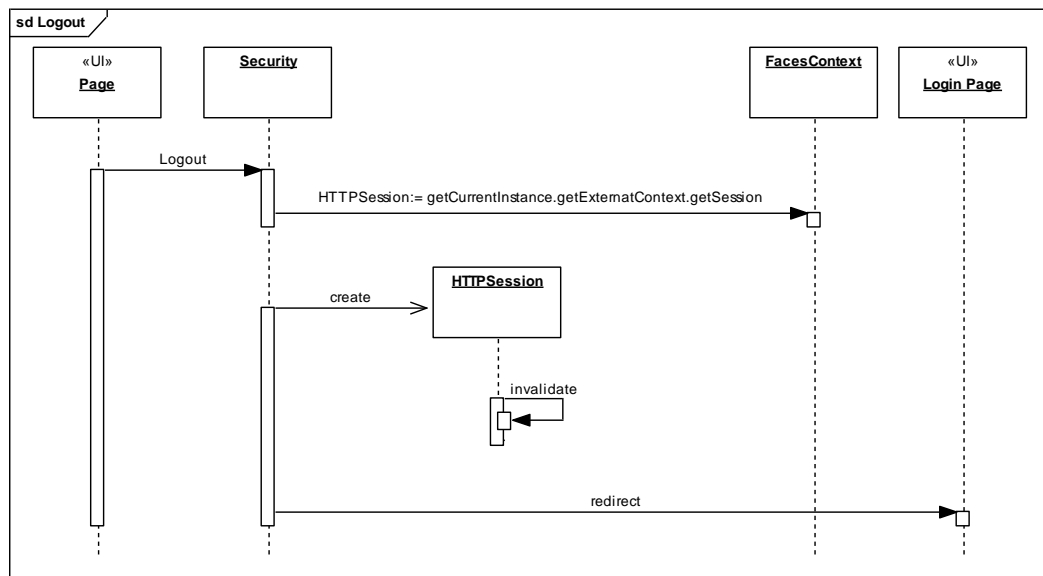 sd Logout
«UI»
Page
Security
FacesContext
«UI»
Login Page
Logout
HTTPSession:= getCurrentInstance.getExternatContext.getSession
HTTPSession
create
invalidate
redirect